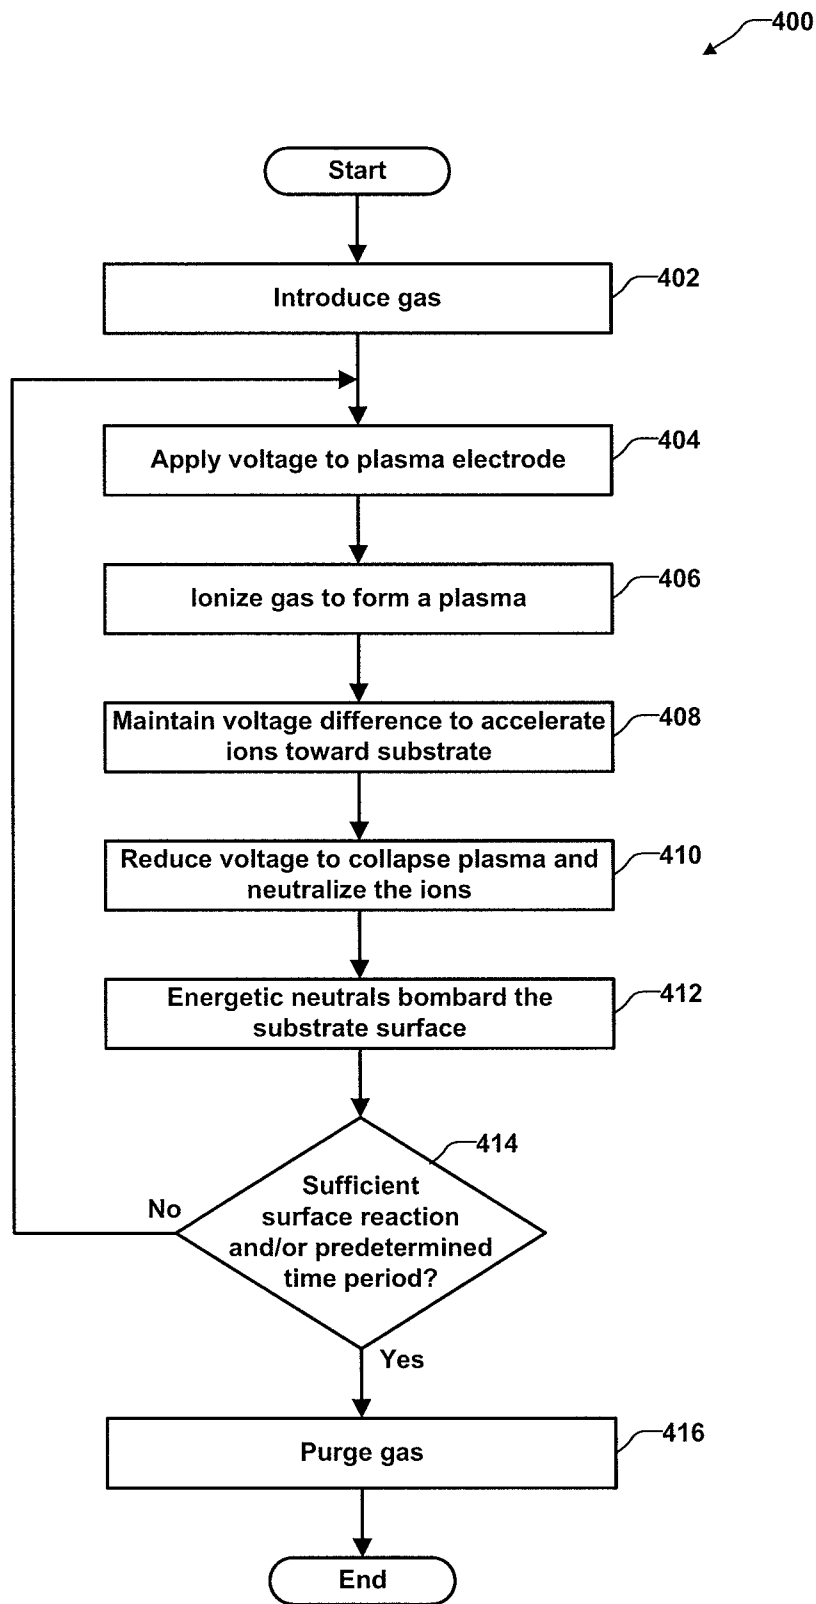 400
Start
Introduce gas
402
Apply voltage to plasma electrode
404
Ionize gas to form a plasma
406
Maintain voltage difference to accelerate
ions toward substrate
408
Reduce voltage to collapse plasma and
neutralize the ions
410
Energetic neutrals bombard the
substrate surface
412
414
Sufficient
surface reaction
and/or predetermined
time period?
No
Yes
Purge gas
416
End